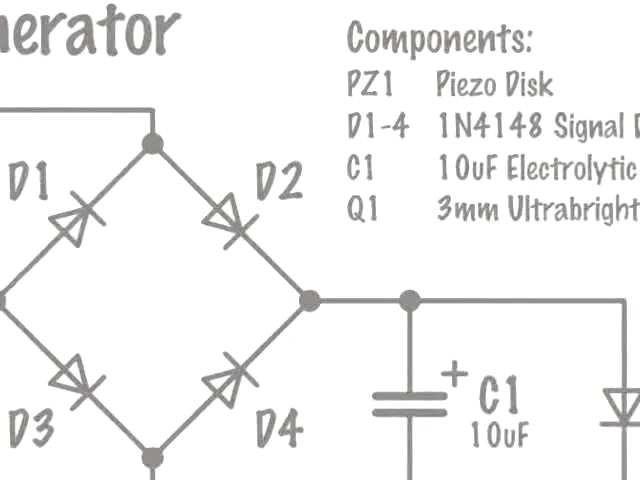 nerator
Components:
PZ1 Piezo Disk
D1-4 1N4148 Signal
C1 10uF Electrolytic
Q1 3mm Ultrabright
D1
D2
+
C1
10uF
D3
D4